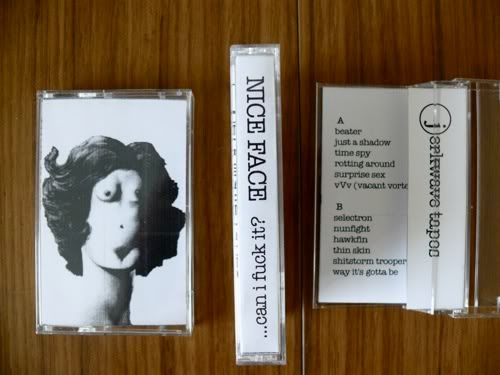 NICE FACE ...can i fuck it?
A
beater
just a shadow
time spy
rotting around
surprise sex
vVv (vacant vorte
B
selectron
nunfight
hawkfin
thin skin
shitstorm trooper
way it's gotta be
tapes